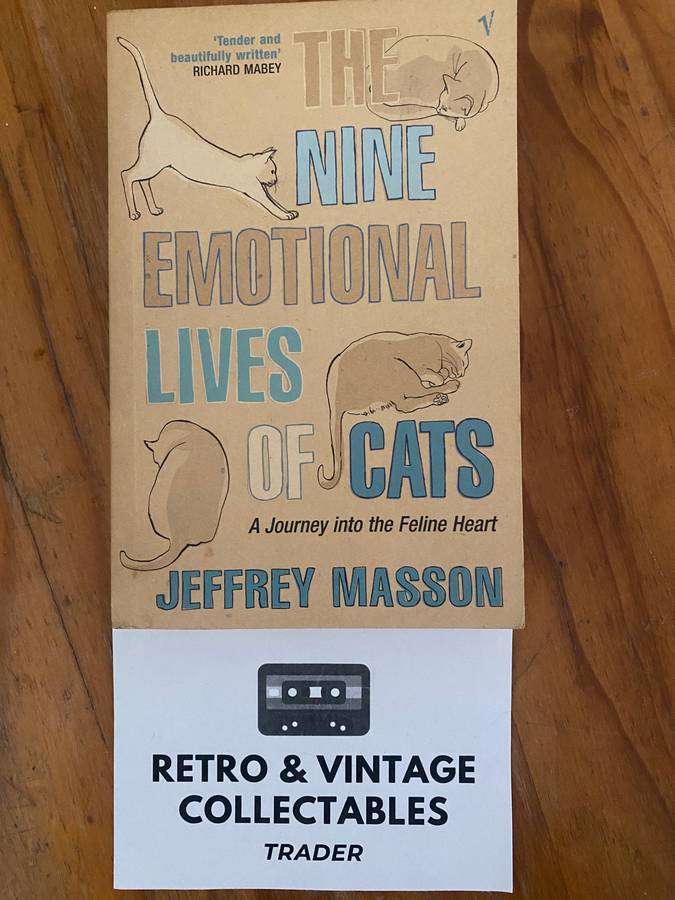 'Tender and
beautifully written'
RICHARD MABEY
THE
NINE
EMOTIONAL
LIVES
OF CATS
A Journey into the Feline Heart
JEFFREY MASSON
RETRO & VINTAGE
COLLECTABLES
TRADER